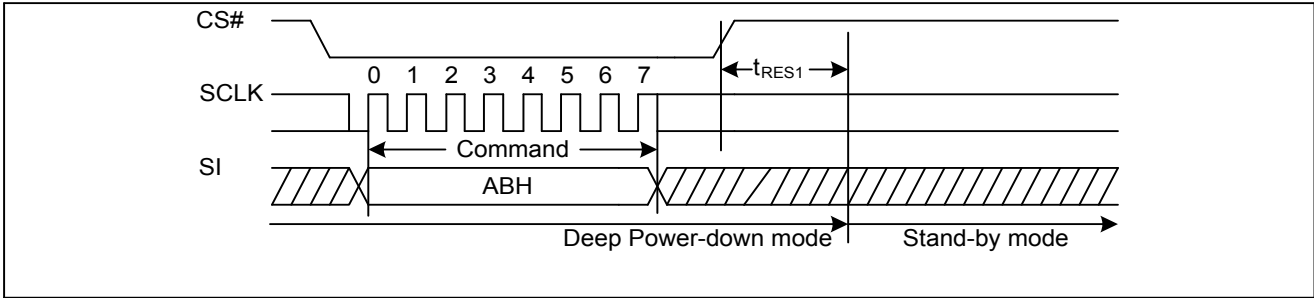 CS#
tRES1
0 1 2 3 4 5 6 7
SCLK
Command
SI
ABH
Deep Power-down mode Stand-by mode